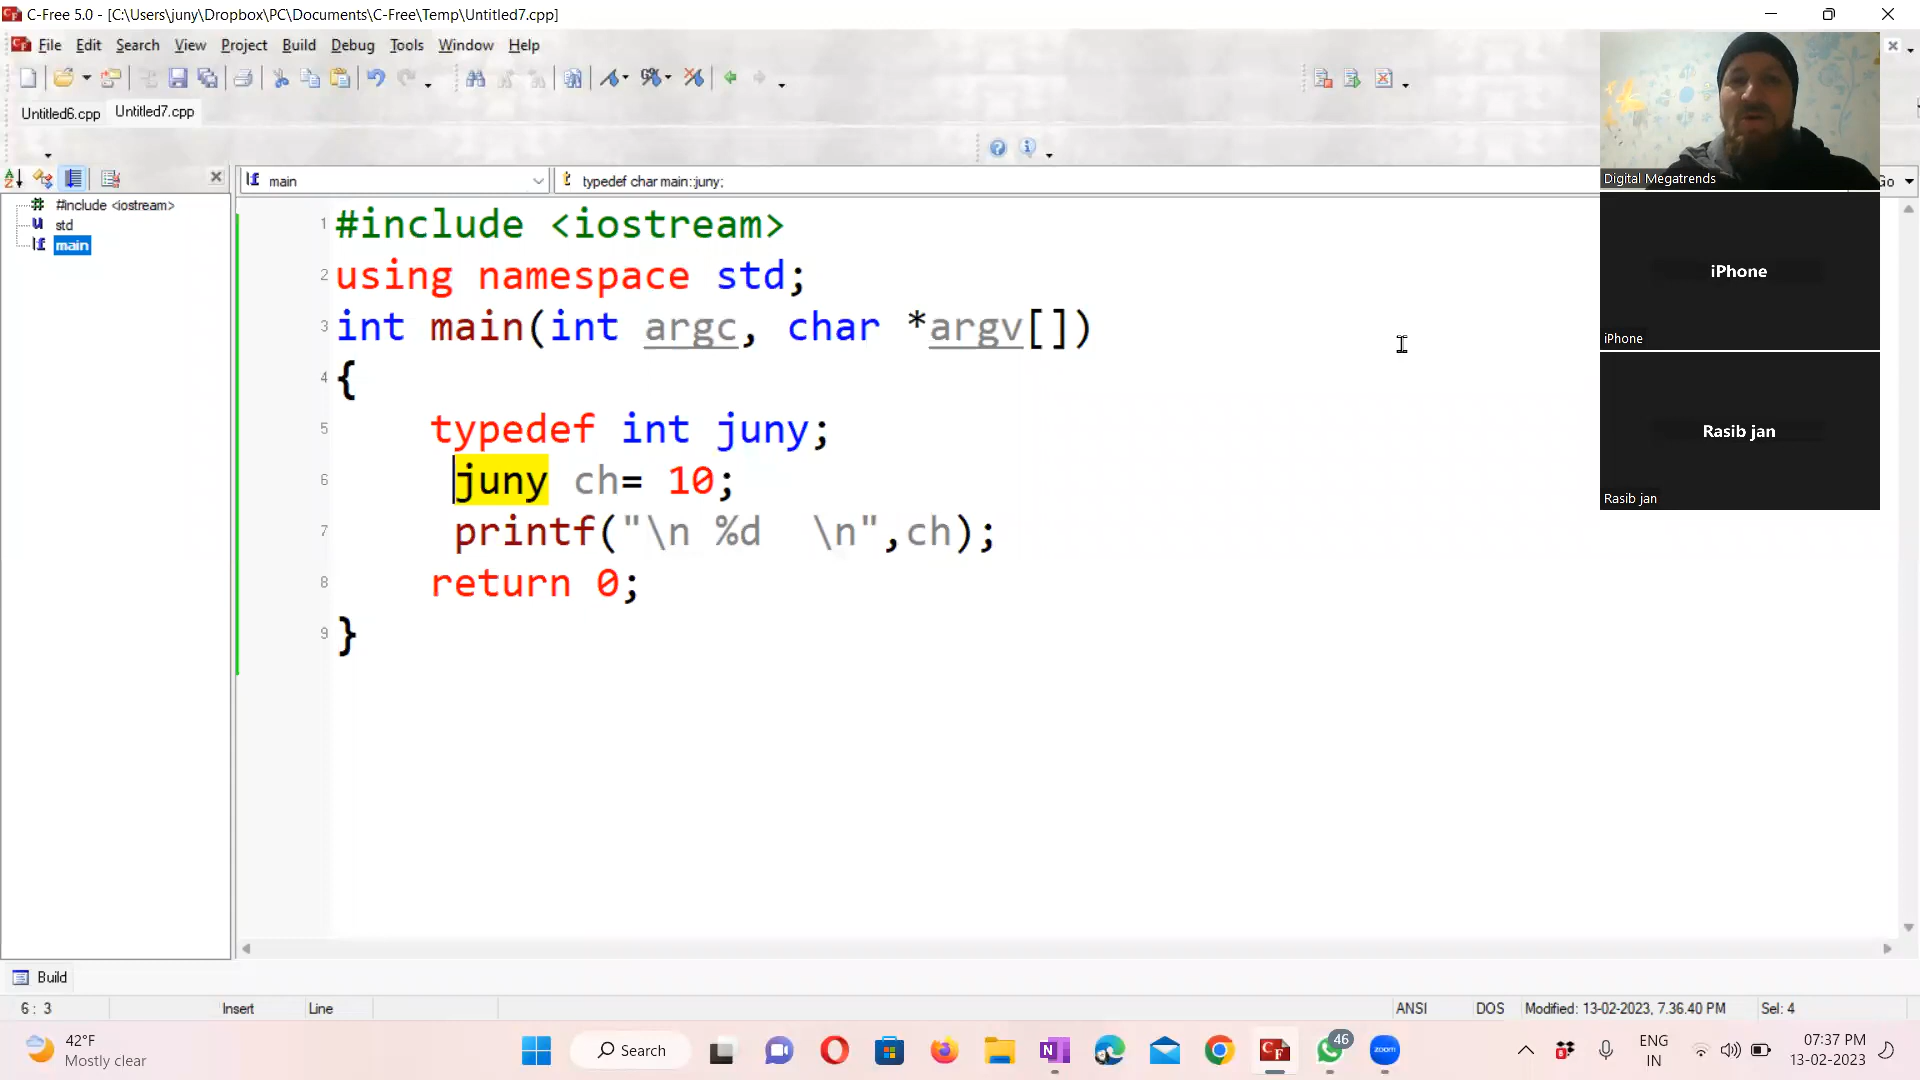 C-Free 5.0 - [C:\Users\juny\Dropbox\PC\Documents\C-Free\Temp\Untitled7.cpp]
File Edit Search View Project Build Debug Tools Window Help
Untitled6.cpp Untitled7.cpp
main typedef char main::juny; Go
#include <iostream>
std
main
1 #include <iostream>
2 using namespace std;
3 int main(int argc, char *argv[])
4 {
5 typedef int juny;
6 juny ch= 10;
7 printf("\n %d  \n",ch);
8 return 0;
9 }
Digital Megatrends
iPhone
iPhone
Rasib jan
Rasib jan
Build
6 : 3 Insert Line ANSI DOS Modified: 13-02-2023, 7.36.40 PM Sel: 4
42°F
Mostly clear
Search
46
zoom
ENG
IN
07:37 PM
13-02-2023